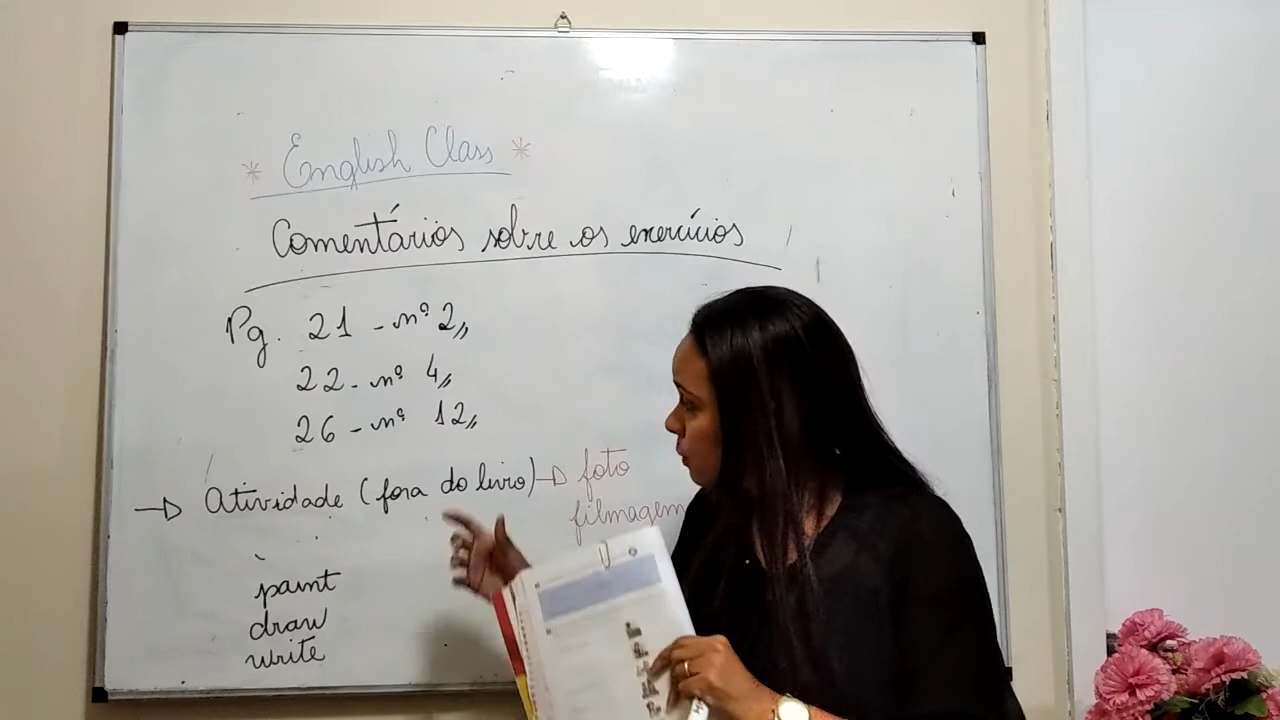 * English Class *
Comentários sobre os exercícios
Pg. 21 - nº 2,,
22 - nº 4,,
26 - nº 12,,
→ Atividade (fora do livro) → foto
filmagem
paint
draw
write